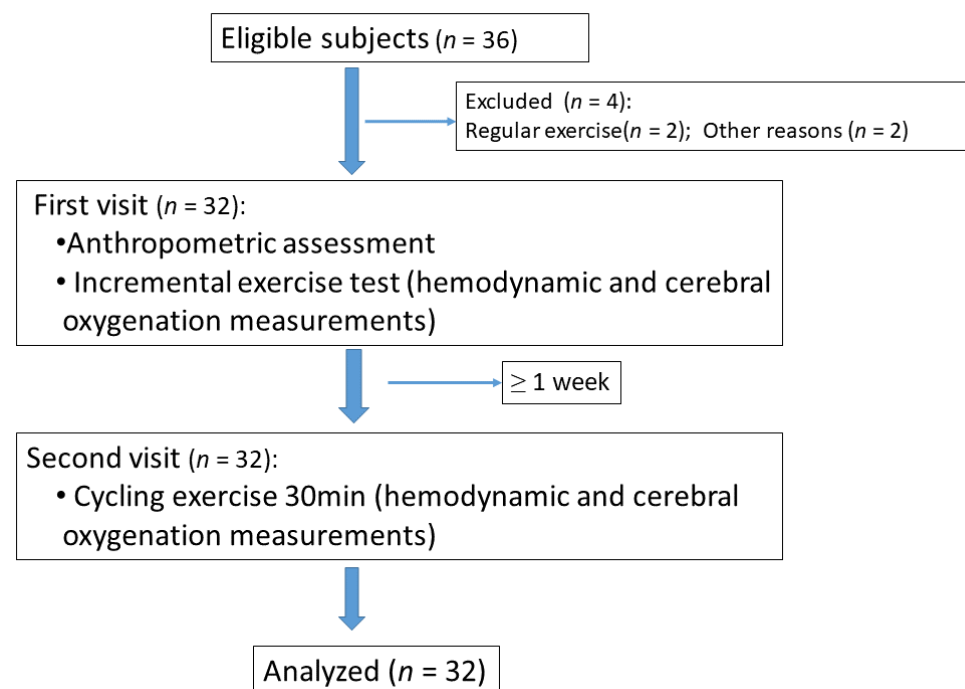 Eligible subjects (n = 36)
Excluded  (n = 4):
Regular exercise(n = 2);  Other reasons (n = 2)
First visit (n = 32):
•Anthropometric assessment
• Incremental exercise test (hemodynamic and cerebral
oxygenation measurements)
≥ 1 week
Second visit (n = 32):
• Cycling exercise 30min (hemodynamic and cerebral
oxygenation measurements)
Analyzed (n = 32)